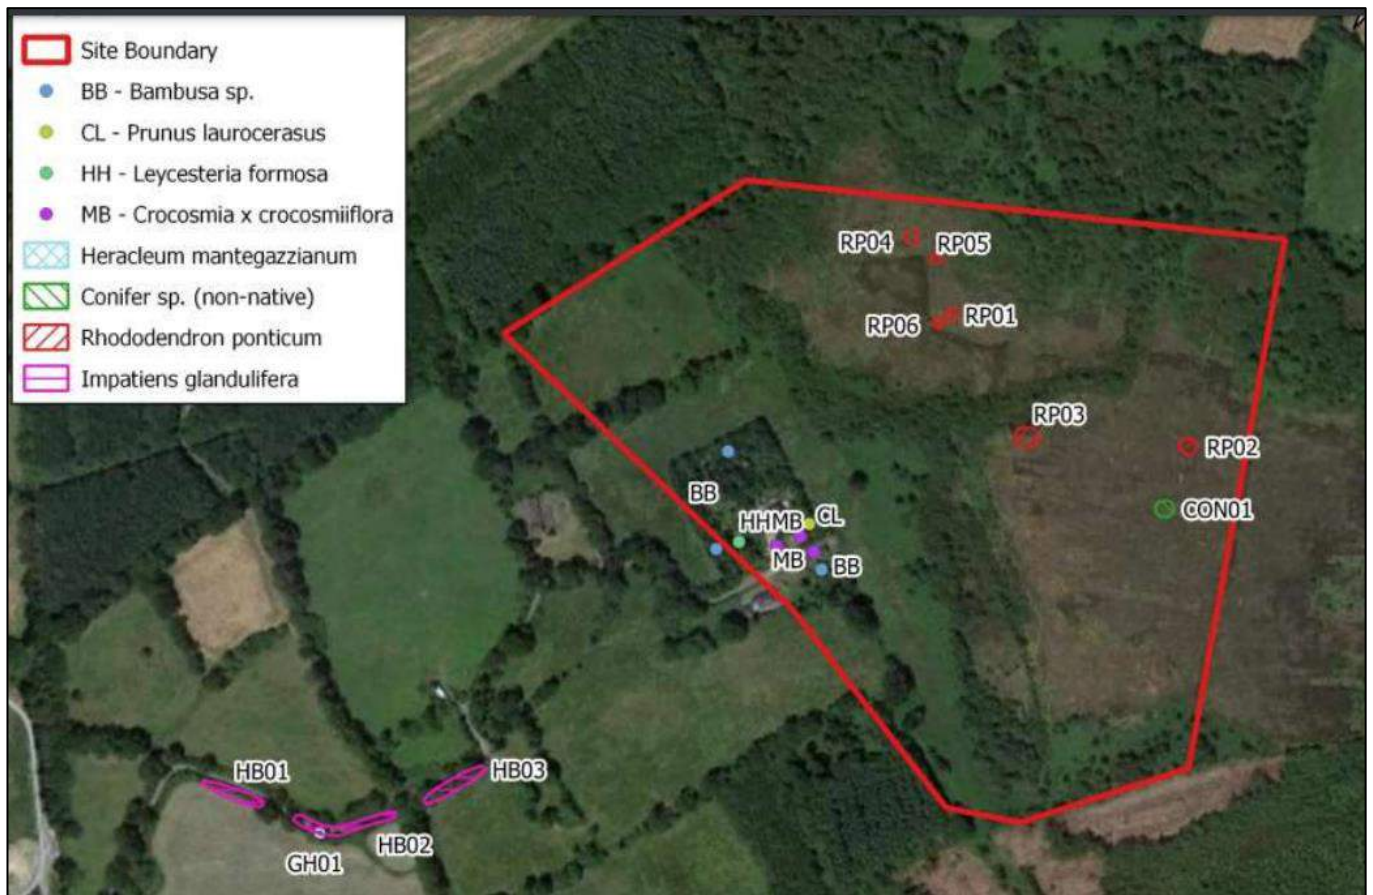 Site Boundary
BB - Bambusa sp.
CL - Prunus laurocerasus
HH - Leycesteria formosa
MB - Crocosmia x crocosmiiflora
Heracleum mantegazzianum
Conifer sp. (non-native)
Rhododendron ponticum
Impatiens glandulifera
RP04
RP05
RP06
RP01
RP03
RP02
CON01
BB
HHMB
CL
MB
BB
HB01
HB03
HB02
GH01